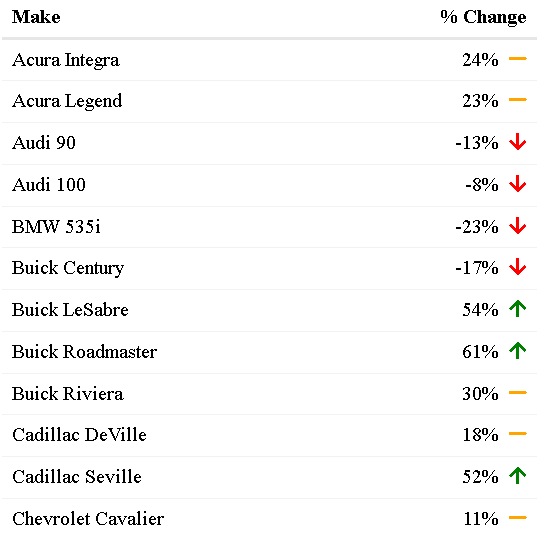 Make % Change
Acura Integra 24%
Acura Legend 23%
Audi 90 -13%
Audi 100 -8%
BMW 535i -23%
Buick Century -17%
Buick LeSabre 54%
Buick Roadmaster 61%
Buick Riviera 30%
Cadillac DeVille 18%
Cadillac Seville 52%
Chevrolet Cavalier 11%